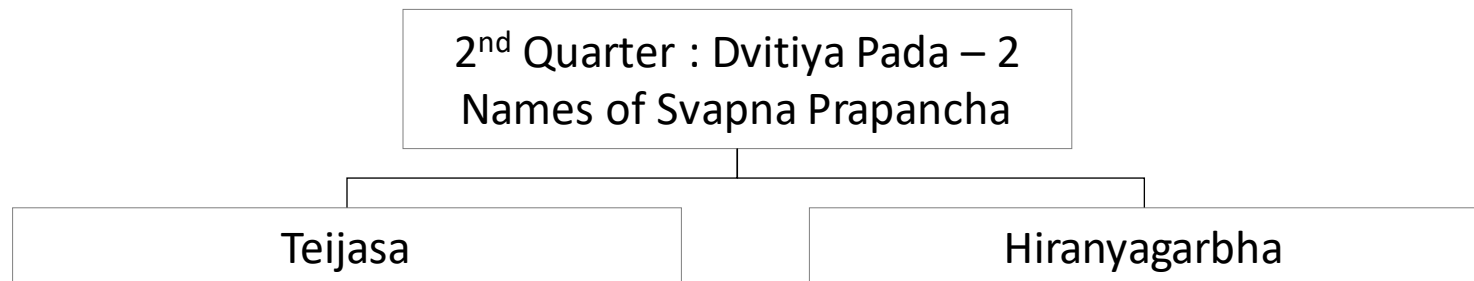 2nd Quarter : Dvitiya Pada – 2
Names of Svapna Prapancha
Teijasa
Hiranyagarbha